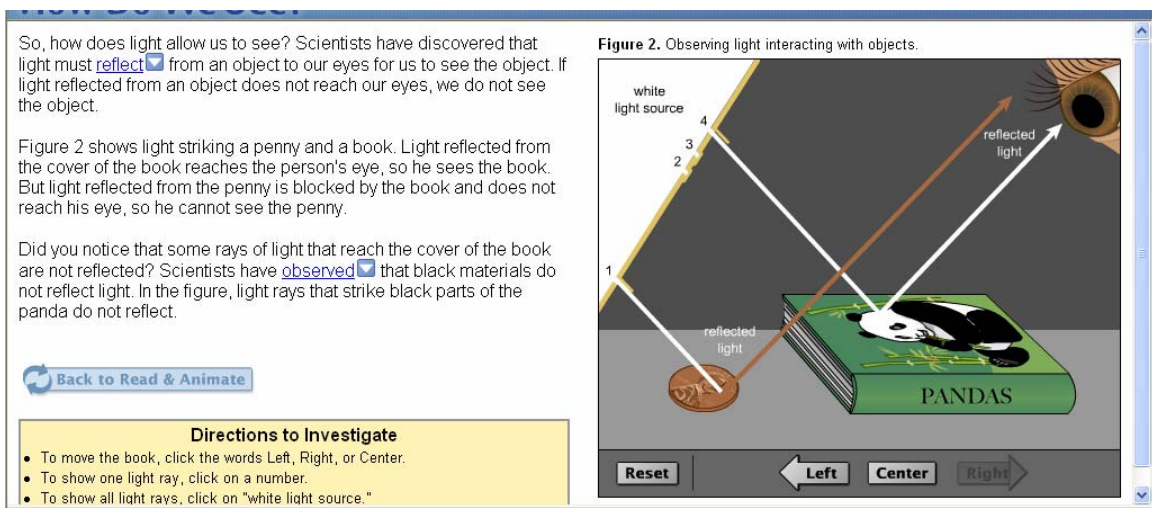 How Do We See?
So, how does light allow us to see? Scientists have discovered that
light must reflect from an object to our eyes for us to see the object. If
light reflected from an object does not reach our eyes, we do not see
the object.
Figure 2 shows light striking a penny and a book. Light reflected from
the cover of the book reaches the person's eye, so he sees the book.
But light reflected from the penny is blocked by the book and does not
reach his eye, so he cannot see the penny.
Did you notice that some rays of light that reach the cover of the book
are not reflected? Scientists have observed that black materials do
not reflect light. In the figure, light rays that strike black parts of the
panda do not reflect.
Back to Read & Animate
Directions to Investigate
• To move the book, click the words Left, Right, or Center.
• To show one light ray, click on a number.
• To show all light rays, click on "white light source."
Figure 2. Observing light interacting with objects.
white
light source
4
3
2
1
reflected
light
reflected
light
PANDAS
Reset
Left
Center
Right